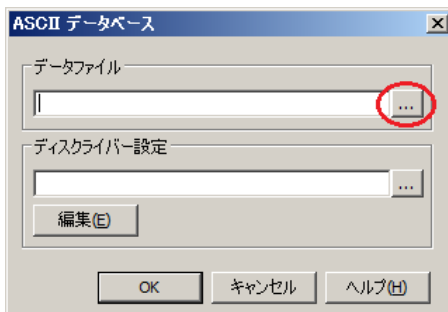 ASCII データベース
データファイル
...
ディスクライバー設定
...
編集(E)
OK キャンセル ヘルプ(H)